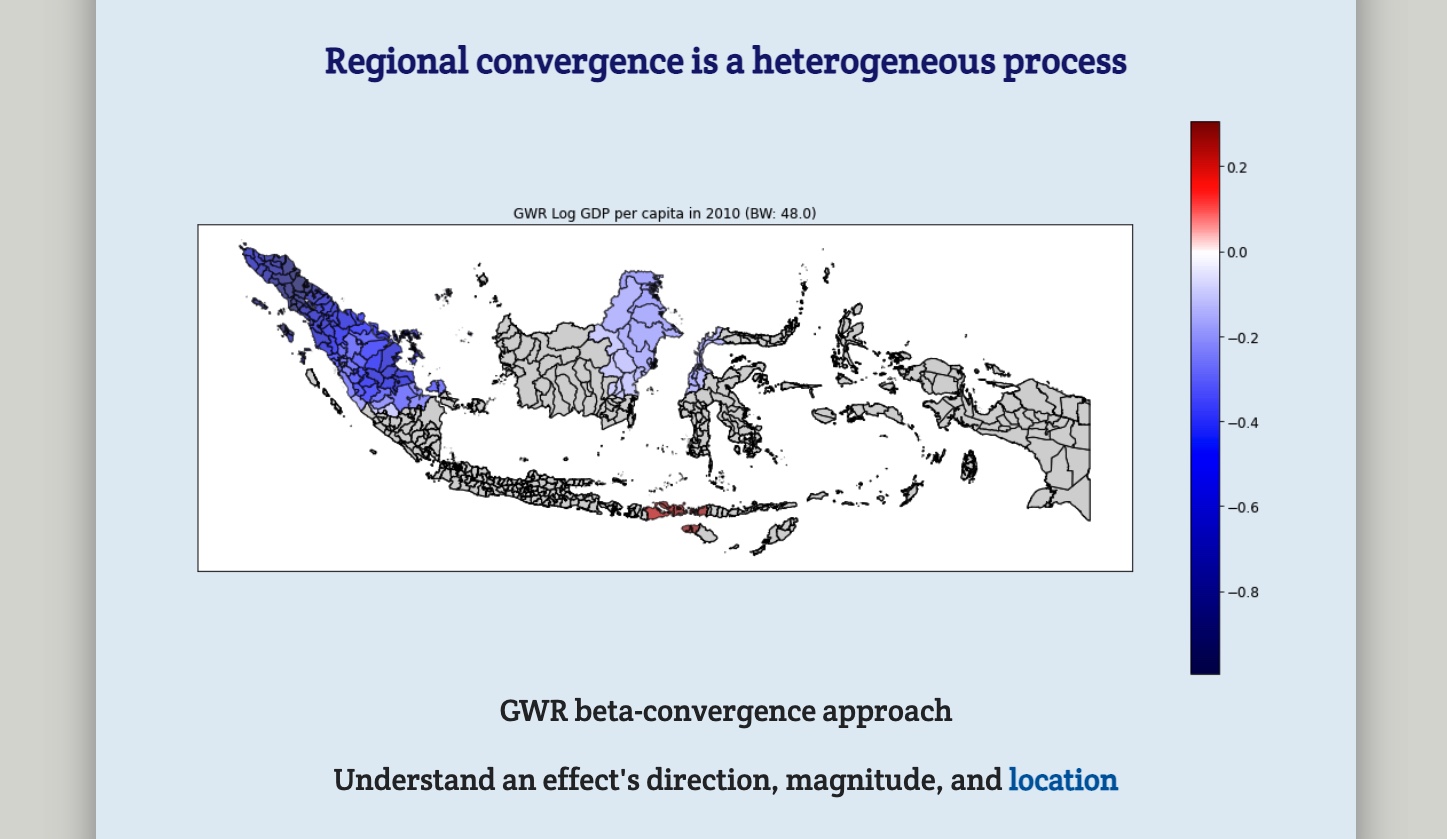 Regional convergence is a heterogeneous process
GWR Log GDP per capita in 2010 (BW: 48.0)
0.2
0.0
−0.2
−0.4
−0.6
−0.8
GWR beta-convergence approach
Understand an effect's direction, magnitude, and location